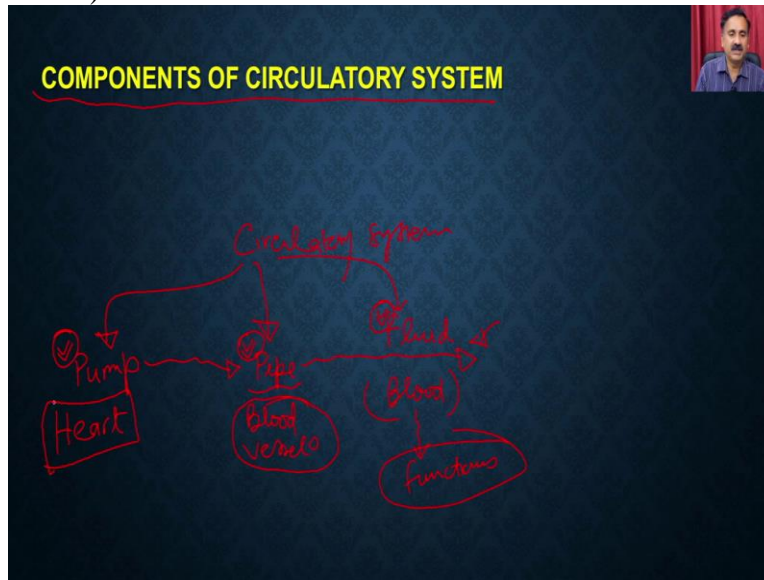 COMPONENTS OF CIRCULATORY SYSTEM
Circulatory System
Pump
Pipe
Fluid
Heart
Blood
vessels
(Blood)
functions